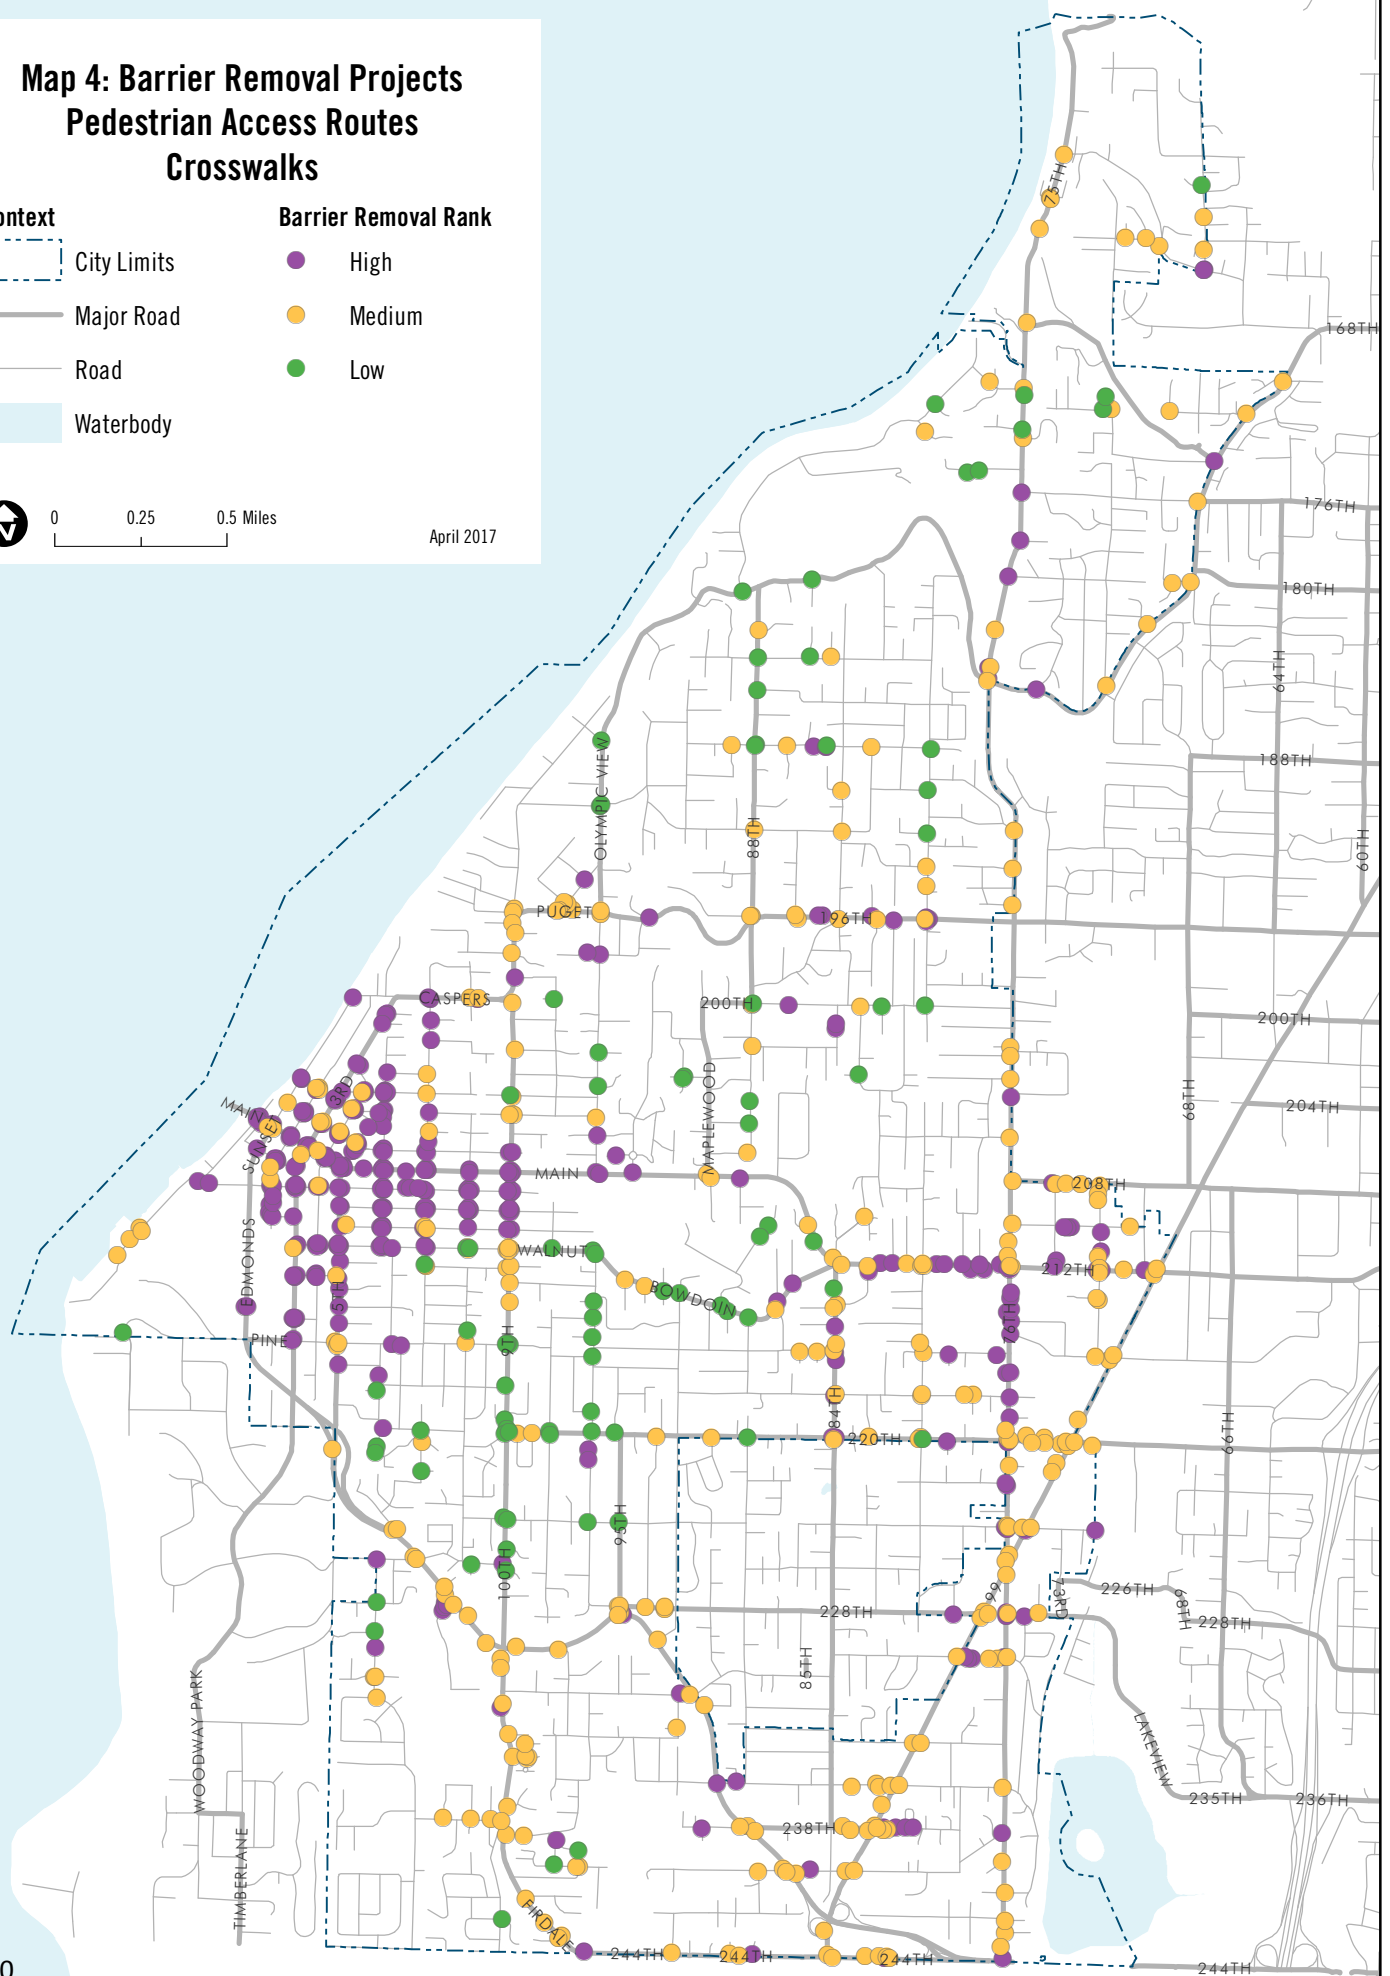 Map 4: Barrier Removal Projects
Pedestrian Access Routes
Crosswalks
ontext
Barrier Removal Rank
City Limits
High
Major Road
Medium
Road
Low
Waterbody
0 0.25 0.5 Miles
April 2017
75TH
168TH
176TH
180TH
64TH
188TH
OLYMPIC VIEW
88TH
60TH
PUGET
196TH
CASPERS
200TH
200TH
MAPLEWOOD
68TH
204TH
3RD
MAIN
SUNSET
MAIN
208TH
EDMONDS
WALNUT
212TH
BOWDOIN
5TH
76TH
PINE
9TH
84TH
220TH
66TH
95TH
100TH
99
73RD
226TH
68TH
228TH
228TH
85TH
WOODWAY PARK
LAKEVIEW
235TH
236TH
238TH
TIMBERLANE
FIRDALE
244TH
244TH
244TH
244TH
0